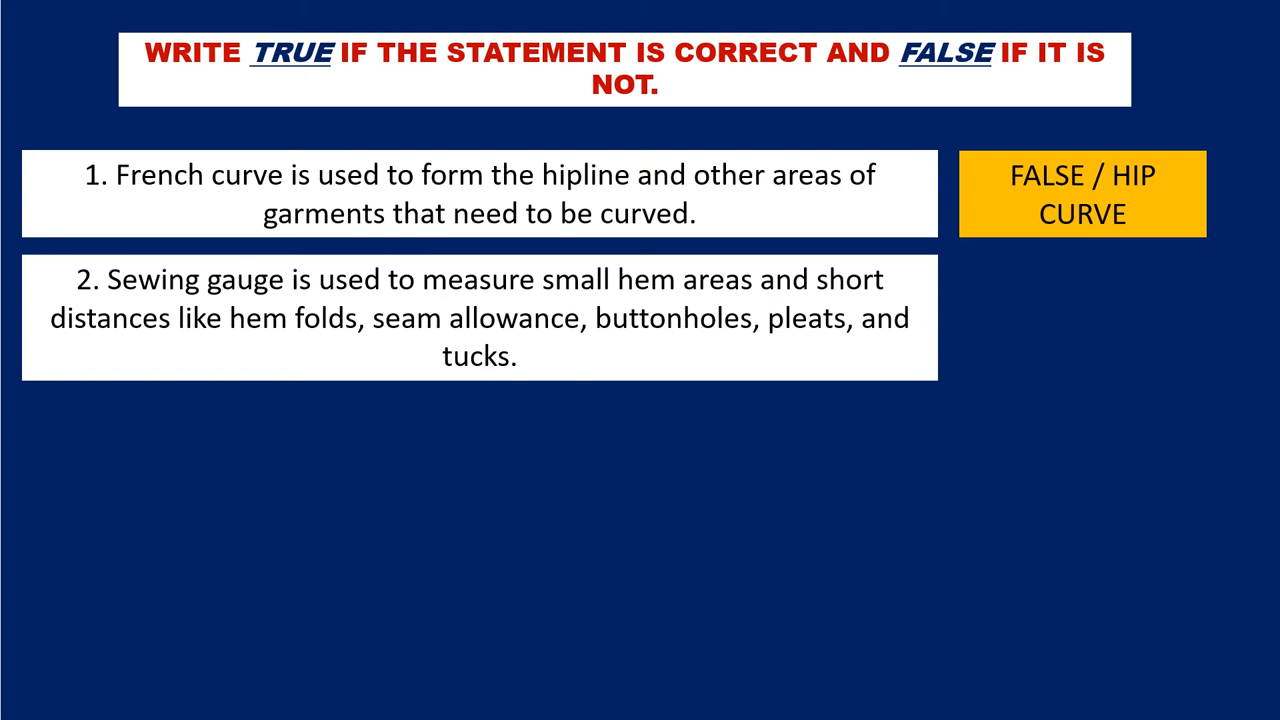 WRITE TRUE IF THE STATEMENT IS CORRECT AND FALSE IF IT IS
NOT.
1. French curve is used to form the hipline and other areas of
garments that need to be curved.
FALSE / HIP
CURVE
2. Sewing gauge is used to measure small hem areas and short
distances like hem folds, seam allowance, buttonholes, pleats, and
tucks.